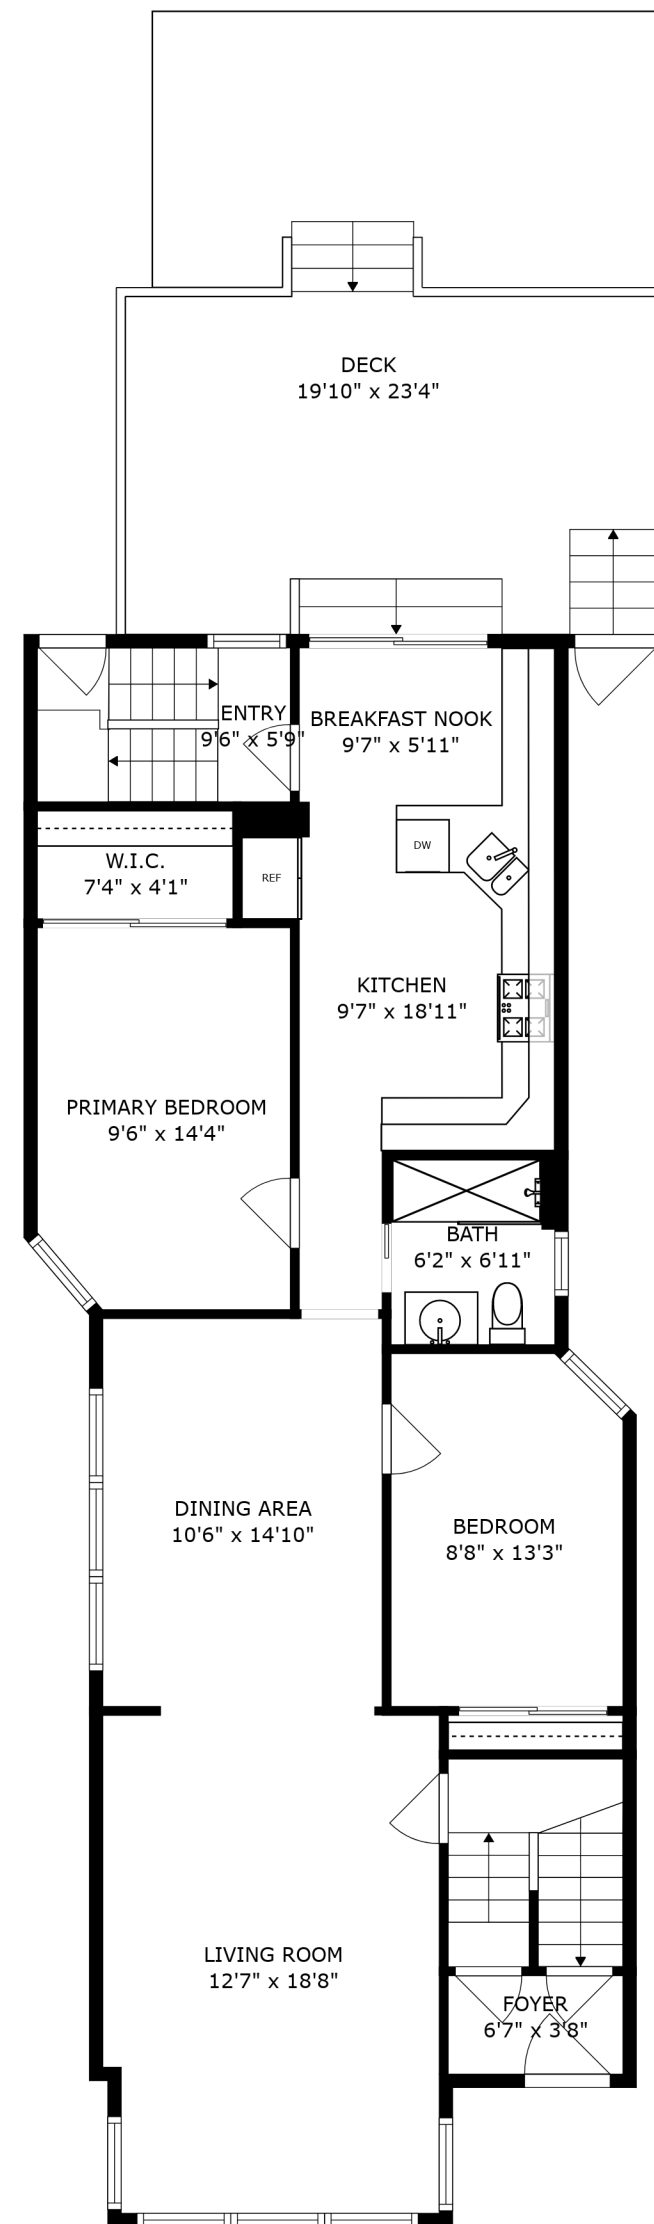 DECK
19'10" x 23'4"
ENTRY
9'6" x 5'9"
BREAKFAST NOOK
9'7" x 5'11"
DW
W.I.C.
7'4" x 4'1"
REF
KITCHEN
9'7" x 18'11"
PRIMARY BEDROOM
9'6" x 14'4"
BATH
6'2" x 6'11"
DINING AREA
10'6" x 14'10"
BEDROOM
8'8" x 13'3"
LIVING ROOM
12'7" x 18'8"
FOYER
6'7" x 3'8"